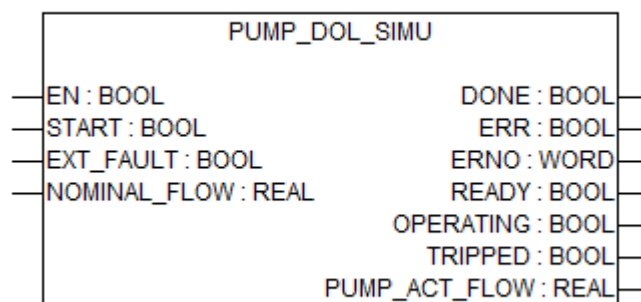 PUMP_DOL_SIMU
EN : BOOL DONE : BOOL
START : BOOL ERR : BOOL
EXT_FAULT : BOOL ERNO : WORD
NOMINAL_FLOW : REAL READY : BOOL
OPERATING : BOOL
TRIPPED : BOOL
PUMP_ACT_FLOW : REAL